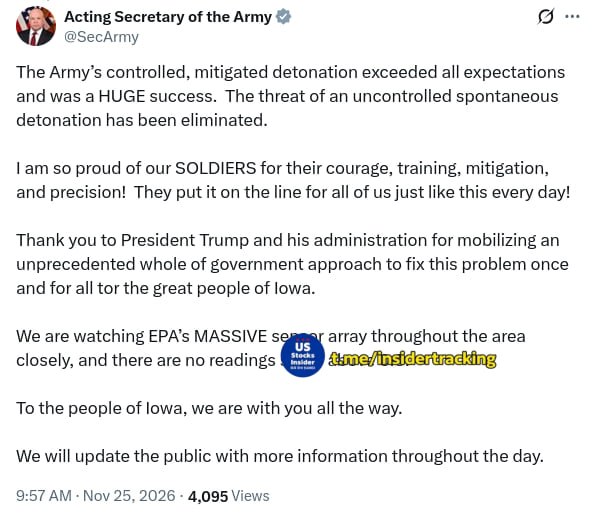 Acting Secretary of the Army
@SecArmy
The Army's controlled, mitigated detonation exceeded all expectations
and was a HUGE success. The threat of an uncontrolled spontaneous
detonation has been eliminated.
I am so proud of our SOLDIERS for their courage, training, mitigation,
and precision! They put it on the line for all of us just like this every day!
Thank you to President Trump and his administration for mobilizing an
unprecedented whole of government approach to fix this problem once
and for all tor the great people of Iowa.
We are watching EPA's MASSIVE sensor array throughout the area
closely, and there are no readings
US
Stocks
Insider
t.me/insidertracking
To the people of Iowa, we are with you all the way.
We will update the public with more information throughout the day.
9:57 AM · Nov 25, 2026 · 4,095 Views